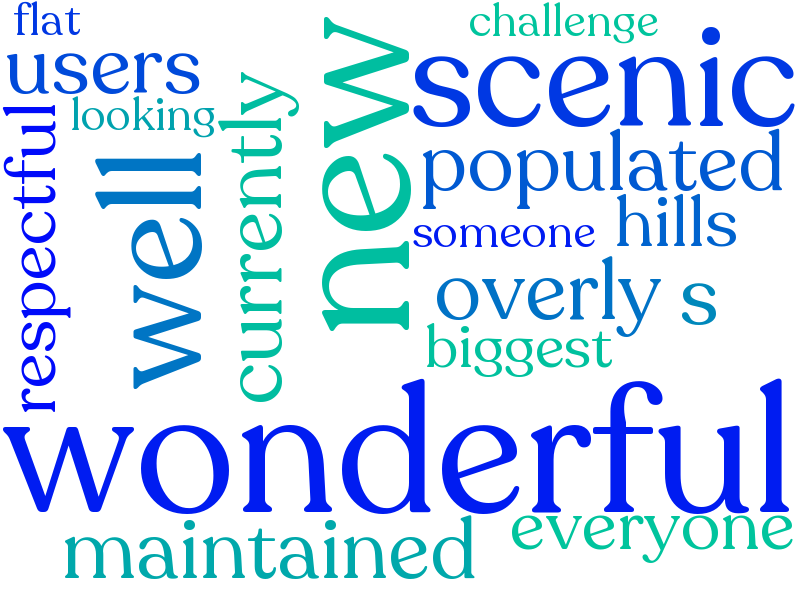 flat
challenge
users
scenic
looking
new
currently
respectful
well
populated
someone
hills
overly
s
biggest
wonderful
maintained
everyone